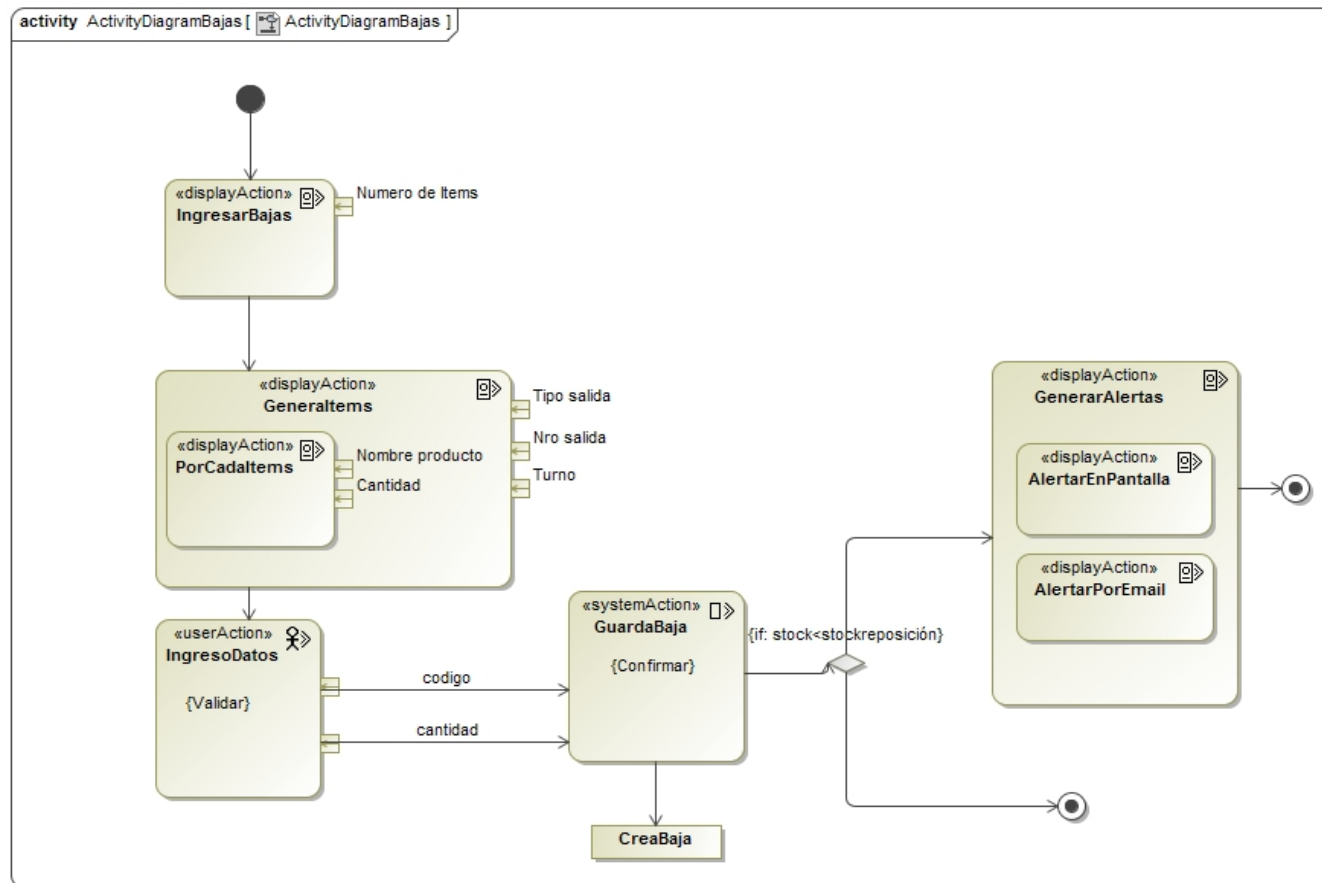 activity ActivityDiagramBajas [ ActivityDiagramBajas ]
«displayAction»
IngresarBajas
Numero de Items
«displayAction»
GeneraItems
Tipo salida
Nro salida
Turno
«displayAction»
PorCadaItems
Nombre producto
Cantidad
«userAction»
IngresoDatos
{Validar}
codigo
cantidad
«systemAction»
GuardaBaja
{Confirmar}
{if: stock<stockreposición}
CreaBaja
«displayAction»
GenerarAlertas
«displayAction»
AlertarEnPantalla
«displayAction»
AlertarPorEmail